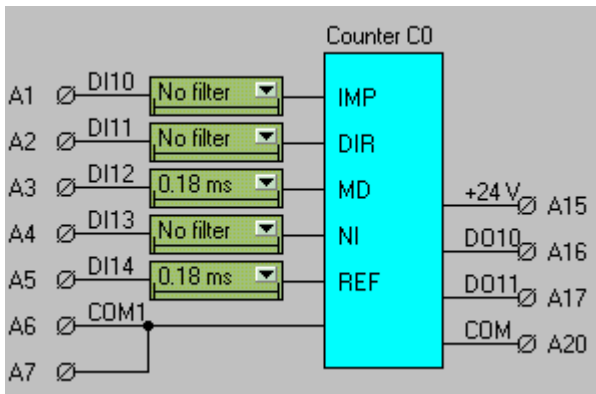 Counter C0
A1 DI10 No filter IMP
A2 DI11 No filter DIR
A3 DI12 0.18 ms MD
+24 V A15
A4 DI13 No filter NI
DO10 A16
A5 DI14 0.18 ms REF
DO11 A17
A6 COM1
COM A20
A7